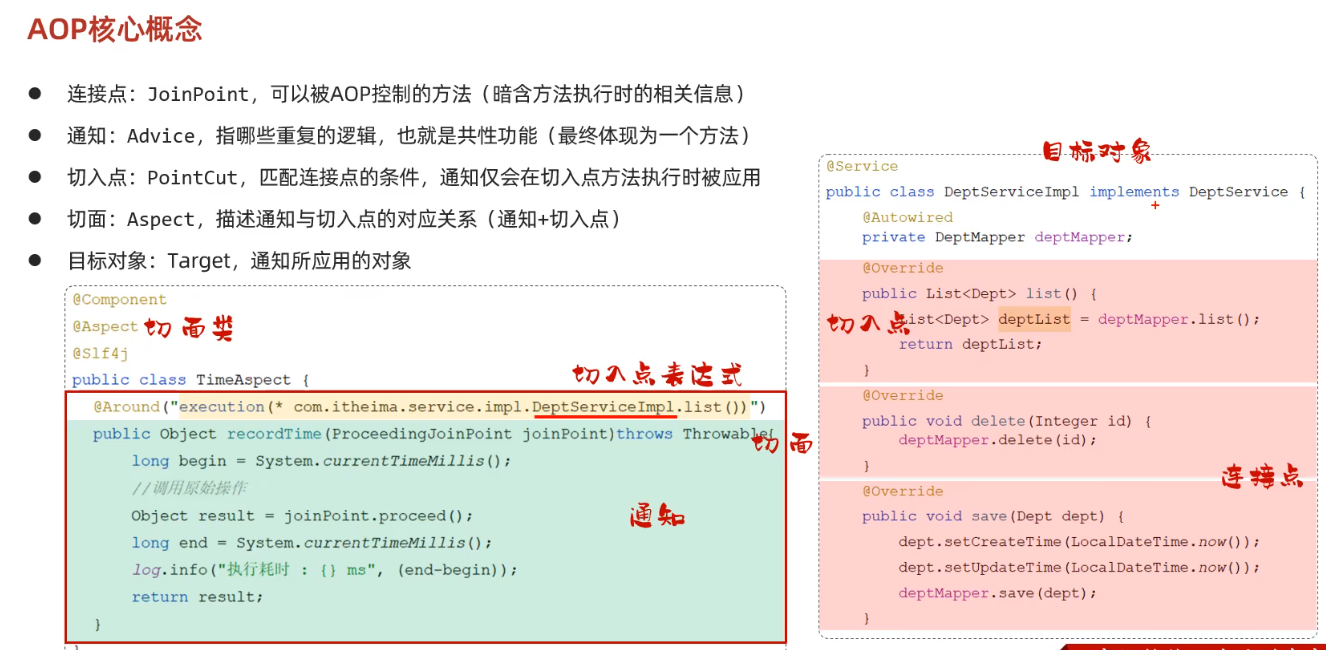 AOP核心概念
● 连接点：JoinPoint，可以被AOP控制的方法（暗含方法执行时的相关信息）
● 通知：Advice，指哪些重复的逻辑，也就是共性功能（最终体现为一个方法）
● 切入点：PointCut，匹配连接点的条件，通知仅会在切入点方法执行时被应用
● 切面：Aspect，描述通知与切入点的对应关系（通知+切入点）
● 目标对象：Target，通知所应用的对象
@Component
@Aspect 切面类
@Slf4j
public class TimeAspect {
切入点表达式
@Around("execution(* com.itheima.service.impl.DeptServiceImpl.list())")
public Object recordTime(ProceedingJoinPoint joinPoint)throws Throwable{
切面
long begin = System.currentTimeMillis();
//调用原始操作
Object result = joinPoint.proceed();
通知
long end = System.currentTimeMillis();
log.info("执行耗时 : {} ms", (end-begin));
return result;
}
目标对象
@Service
public class DeptServiceImpl implements DeptService {
@Autowired
private DeptMapper deptMapper;
@Override
public List<Dept> list() {
切入点
List<Dept> deptList = deptMapper.list();
return deptList;
}
@Override
public void delete(Integer id) {
deptMapper.delete(id);
}
连接点
@Override
public void save(Dept dept) {
dept.setCreateTime(LocalDateTime.now());
dept.setUpdateTime(LocalDateTime.now());
deptMapper.save(dept);
}